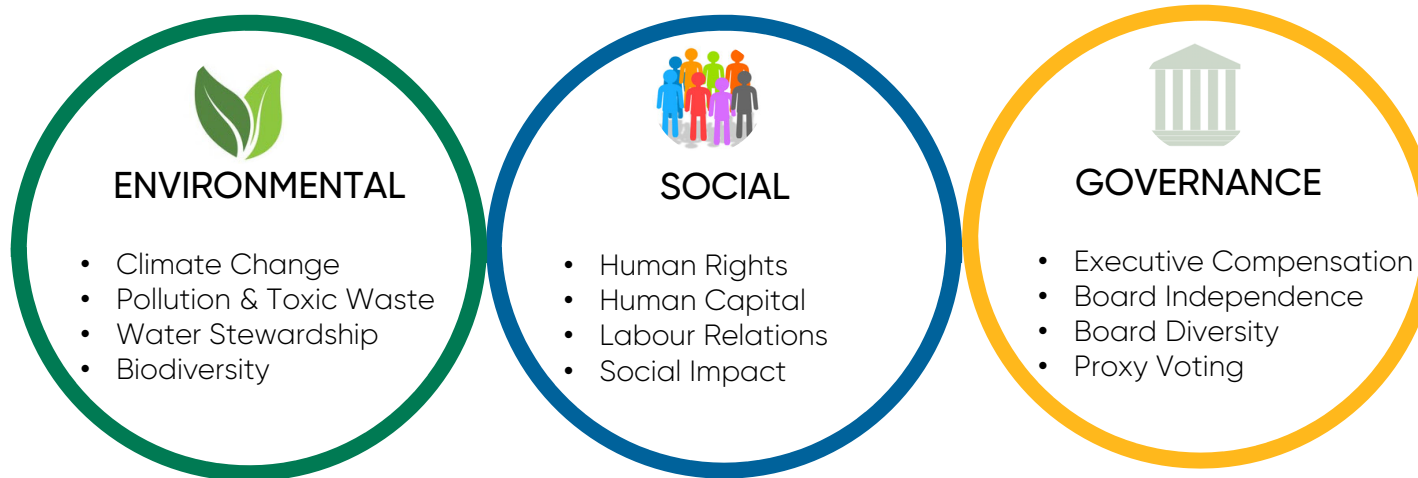 ENVIRONMENTAL
• Climate Change
• Pollution & Toxic Waste
• Water Stewardship
• Biodiversity
SOCIAL
• Human Rights
• Human Capital
• Labour Relations
• Social Impact
GOVERNANCE
• Executive Compensation
• Board Independence
• Board Diversity
• Proxy Voting